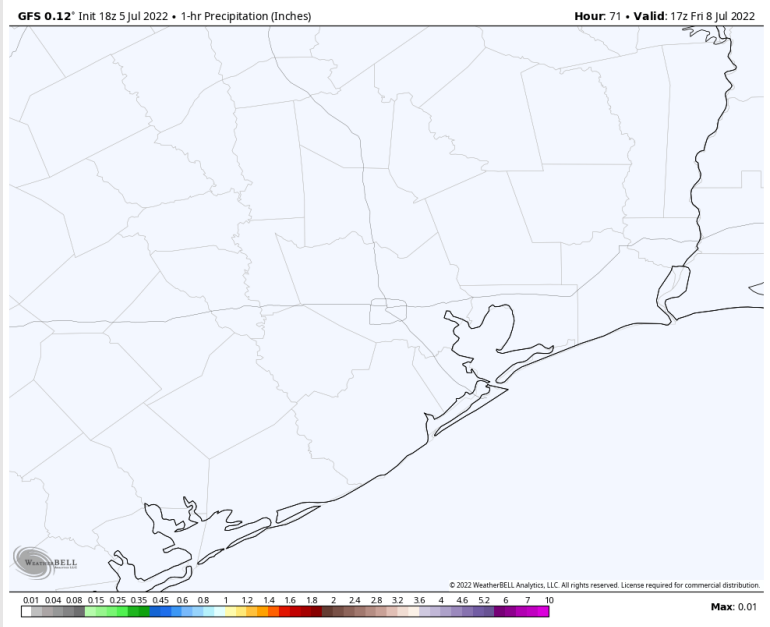 GFS 0.12° Init 18z 5 Jul 2022 • 1-hr Precipitation (Inches)
Hour: 71 • Valid: 17z Fri 8 Jul 2022
WEATHERBELL
© 2022 WeatherBELL Analytics, LLC. All rights reserved. License required for commercial distribution.
0.01 0.04 0.08 0.15 0.25 0.35 0.45 0.6 0.8 1 1.2 1.4 1.6 1.8 2 2.4 2.8 3.2 3.6 4 4.6 5.2 6 7 10
Max: 0.01